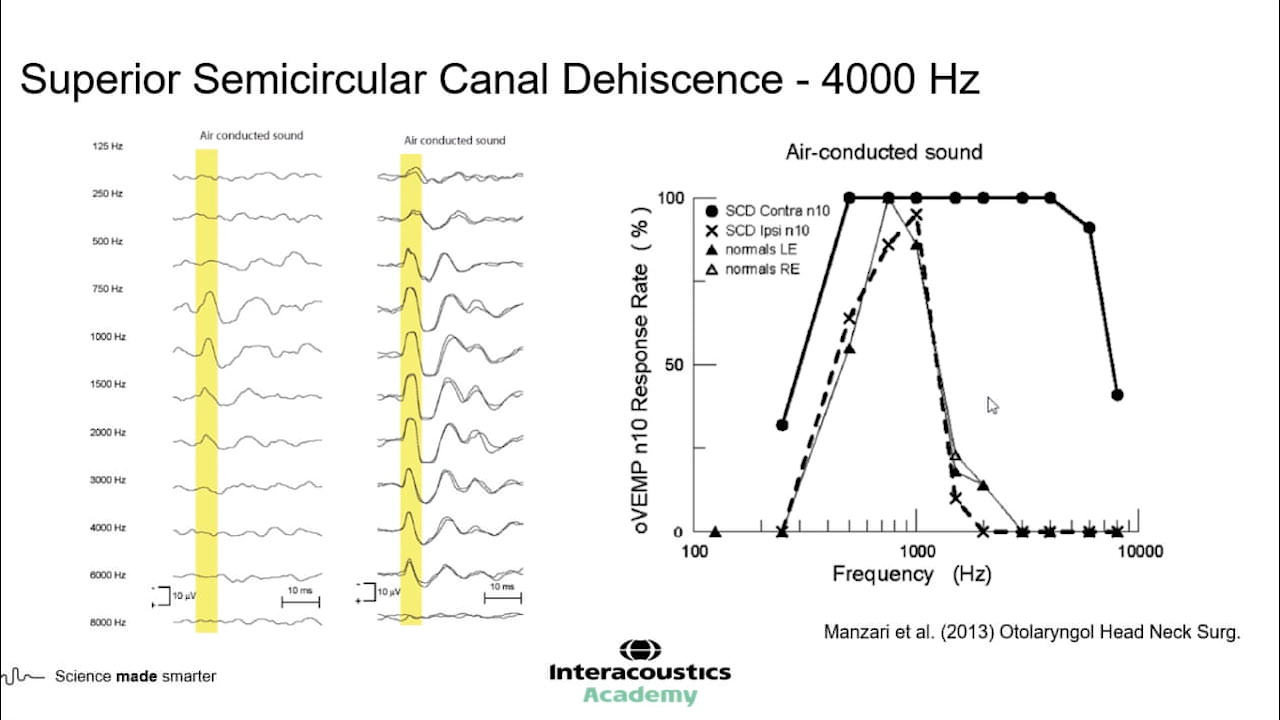 Superior Semicircular Canal Dehiscence - 4000 Hz
Air conducted sound
Air conducted sound
125 Hz
250 Hz
500 Hz
750 Hz
1000 Hz
1500 Hz
2000 Hz
3000 Hz
4000 Hz
6000 Hz
8000 Hz
- 
+
10 µV
10 ms
-
+
10 µV
10 ms
Air-conducted sound
oVEMP n10 Response Rate ( % )
100
50
0
SCD Contra n10
SCD Ipsi n10
normals LE
normals RE
100
1000
10000
Frequency (Hz)
Manzari et al. (2013) Otolaryngol Head Neck Surg.
Science made smarter
Interacoustics
Academy